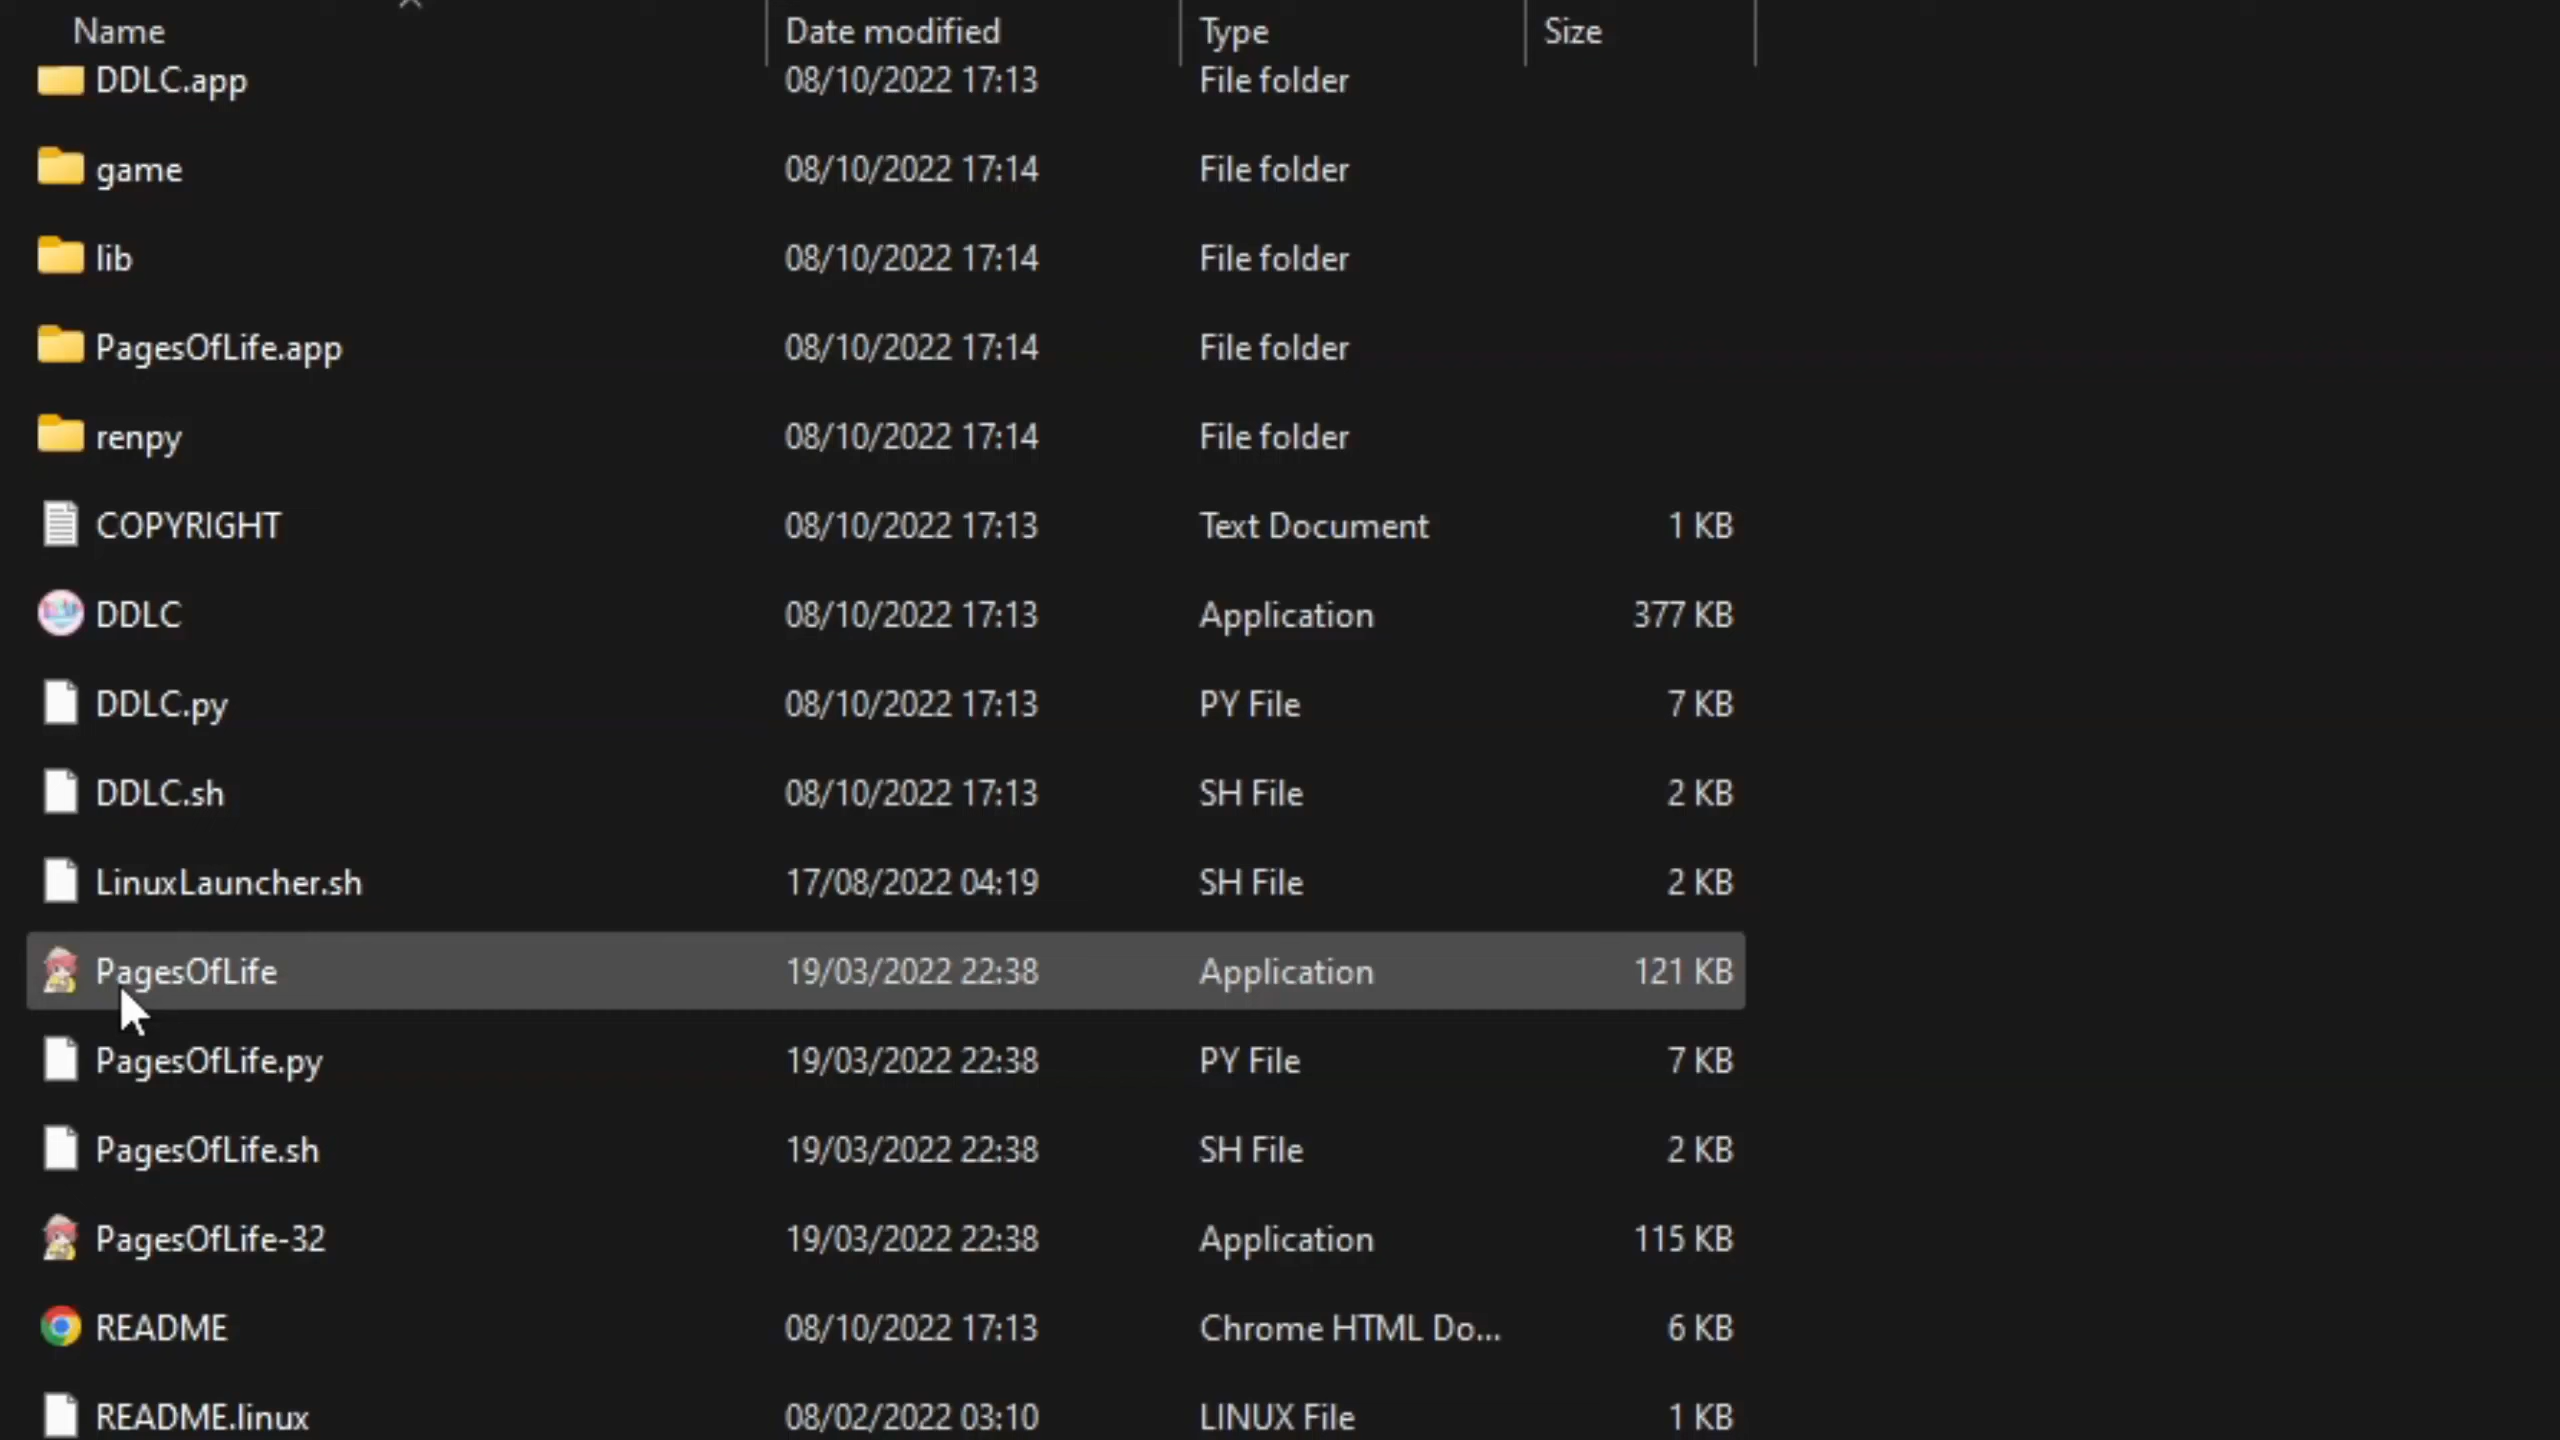 Name Date modified Type Size
DDLC.app 08/10/2022 17:13 File folder
game 08/10/2022 17:14 File folder
lib 08/10/2022 17:14 File folder
PagesOfLife.app 08/10/2022 17:14 File folder
renpy 08/10/2022 17:14 File folder
COPYRIGHT 08/10/2022 17:13 Text Document 1 KB
DDLC 08/10/2022 17:13 Application 377 KB
DDLC.py 08/10/2022 17:13 PY File 7 KB
DDLC.sh 08/10/2022 17:13 SH File 2 KB
LinuxLauncher.sh 17/08/2022 04:19 SH File 2 KB
PagesOfLife 19/03/2022 22:38 Application 121 KB
PagesOfLife.py 19/03/2022 22:38 PY File 7 KB
PagesOfLife.sh 19/03/2022 22:38 SH File 2 KB
PagesOfLife-32 19/03/2022 22:38 Application 115 KB
README 08/10/2022 17:13 Chrome HTML Do... 6 KB
README.linux 08/02/2022 03:10 LINUX File 1 KB